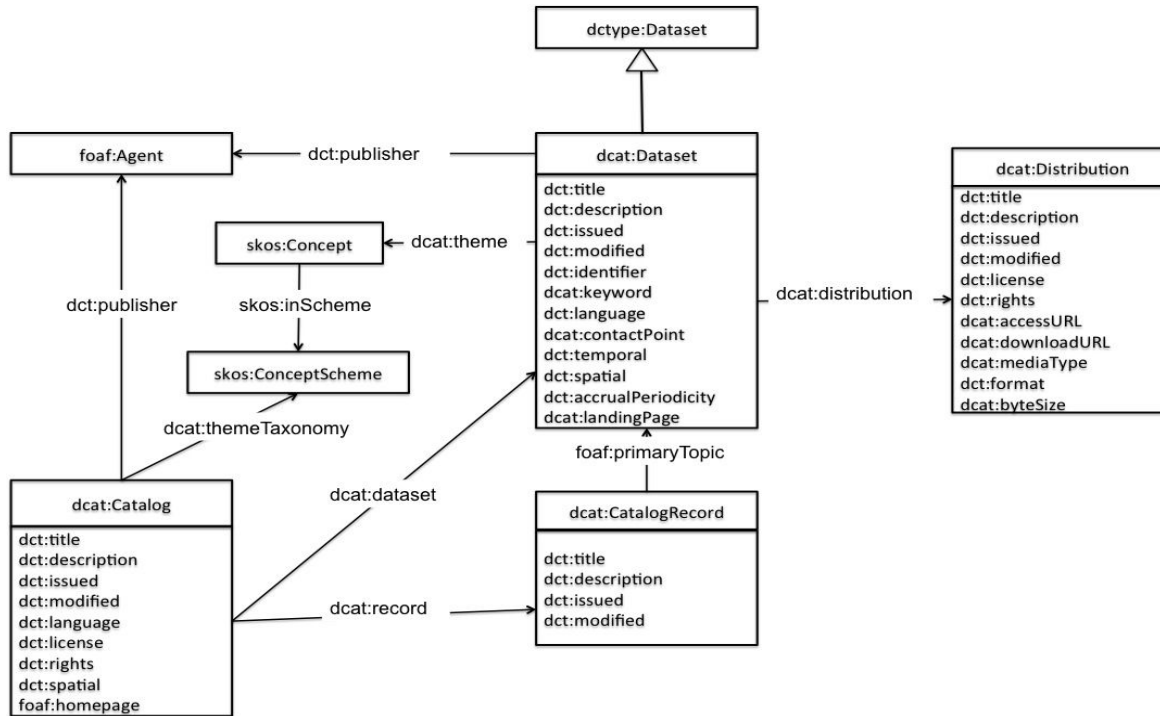 dctype:Dataset
foaf:Agent
dct:publisher
dcat:Dataset
dct:title
dct:description
dct:issued
dct:modified
dct:identifier
dcat:keyword
dct:language
dcat:contactPoint
dct:temporal
dct:spatial
dct:accrualPeriodicity
dcat:landingPage
dcat:Distribution
dct:title
dct:description
dct:issued
dct:modified
dct:license
dct:rights
dcat:accessURL
dcat:downloadURL
dcat:mediaType
dct:format
dcat:byteSize
skos:Concept
dcat:theme
dcat:distribution
dct:publisher
skos:inScheme
skos:ConceptScheme
dcat:themeTaxonomy
foaf:primaryTopic
dcat:dataset
dcat:Catalog
dct:title
dct:description
dct:issued
dct:modified
dct:language
dct:license
dct:rights
dct:spatial
foaf:homepage
dcat:record
dcat:CatalogRecord
dct:title
dct:description
dct:issued
dct:modified